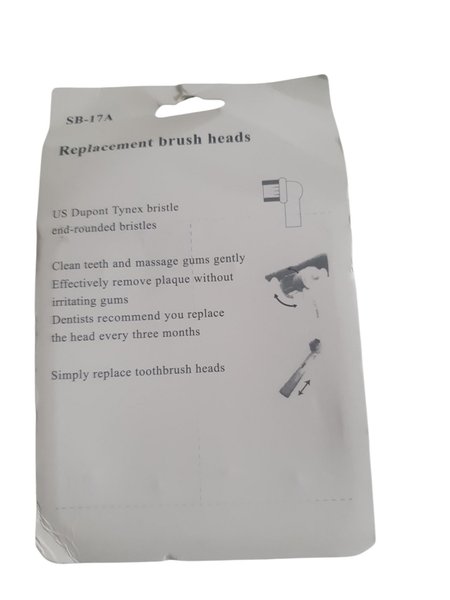 SB-17A
Replacement brush heads
US Dupont Tynex bristle
end-rounded bristles
Clean teeth and massage gums gently
Effectively remove plaque without
irritating gums
Dentists recommend you replace
the head every three months
Simply replace toothbrush heads